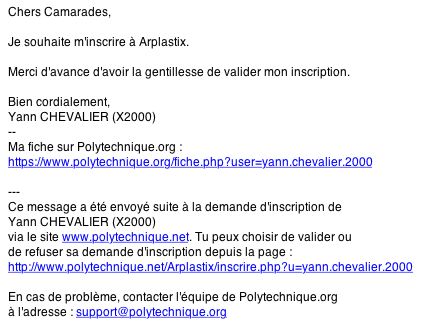 Chers Camarades,
Je souhaite m'inscrire à Arplastix.
Merci d'avance d'avoir la gentillesse de valider mon inscription.
Bien cordialement,
Yann CHEVALIER (X2000)
--
Ma fiche sur Polytechnique.org :
https://www.polytechnique.org/fiche.php?user=yann.chevalier.2000
---
Ce message a été envoyé suite à la demande d'inscription de
Yann CHEVALIER (X2000)
via le site www.polytechnique.net. Tu peux choisir de valider ou
de refuser sa demande d'inscription depuis la page :
http://www.polytechnique.net/Arplastix/inscrire.php?u=yann.chevalier.2000
En cas de problème, contacter l'équipe de Polytechnique.org
à l'adresse : support@polytechnique.org